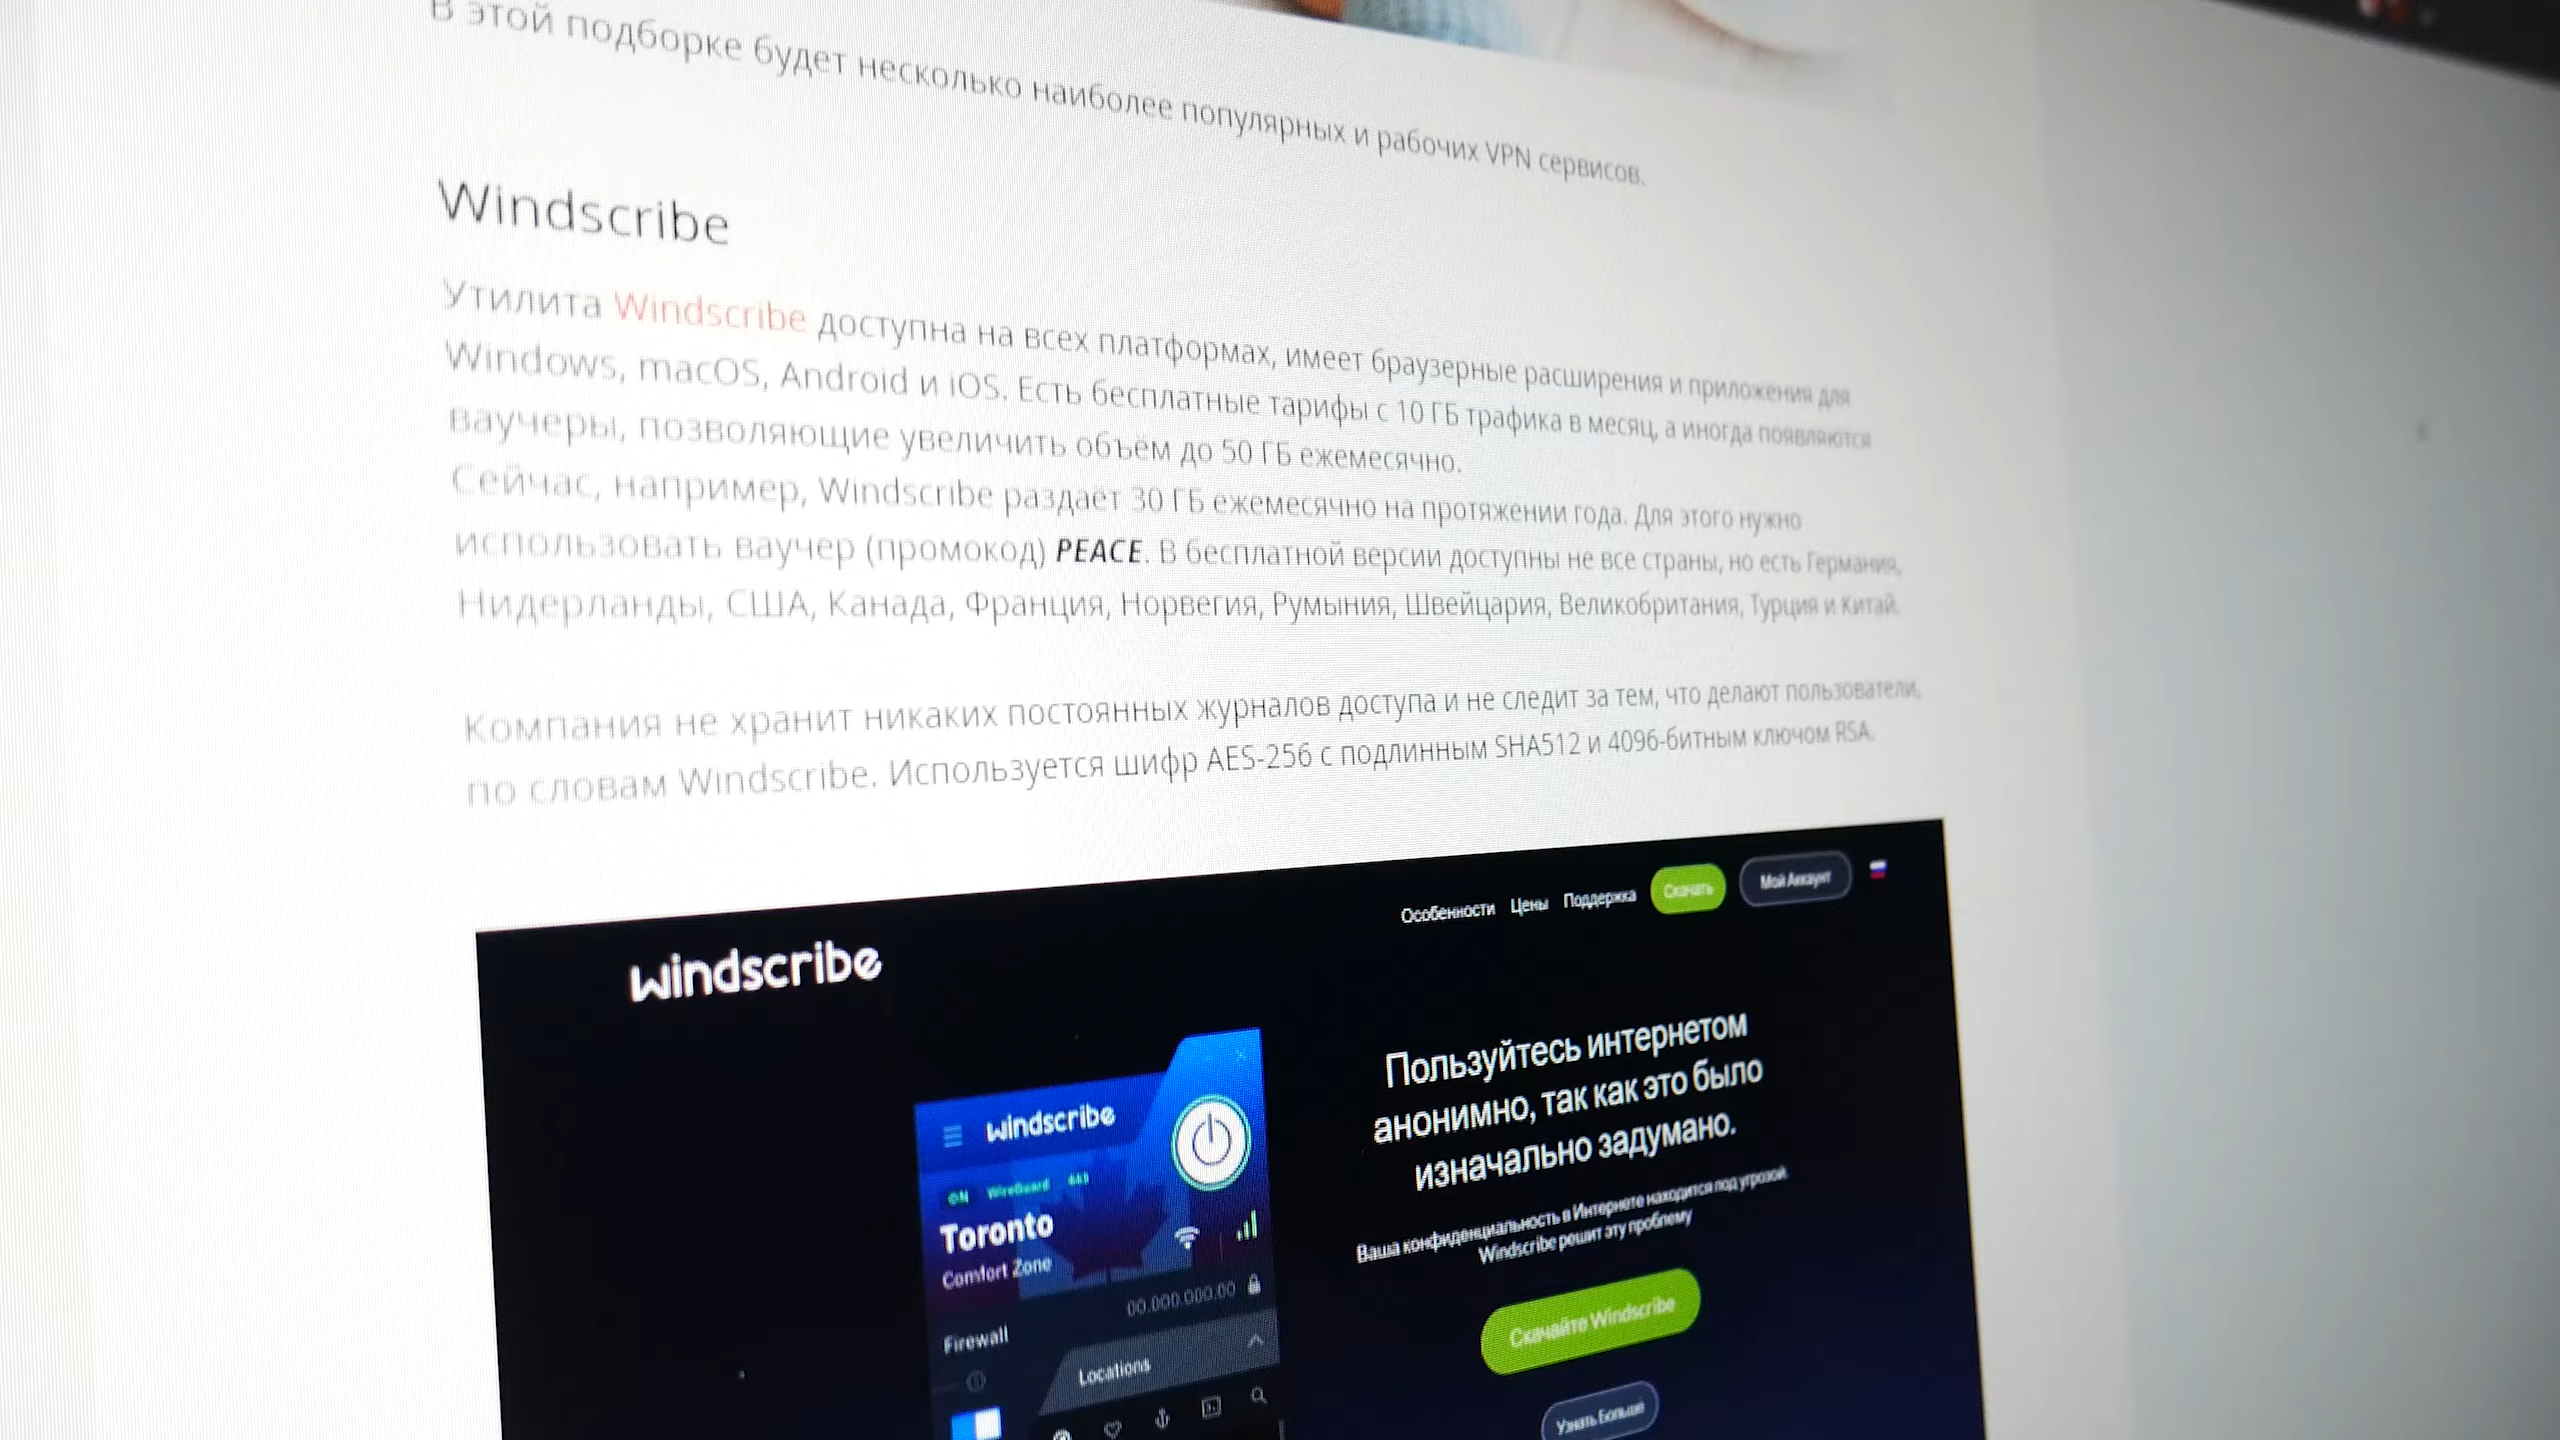 В этой подборке будет несколько наиболее популярных и рабочих VPN сервисов.
Windscribe
Утилита Windscribe доступна на всех платформах, имеет браузерные расширения и приложения для
Windows, macOS, Android и iOS. Есть бесплатные тарифы с 10 ГБ трафика в месяц, а иногда появляются
ваучеры, позволяющие увеличить объём до 50 ГБ ежемесячно.
Сейчас, например, Windscribe раздаёт 30 ГБ ежемесячно на протяжении года. Для этого нужно
использовать ваучер (промокод) PEACE. В бесплатной версии доступны не все страны, но есть Германия,
Нидерланды, США, Канада, Франция, Норвегия, Румыния, Швейцария, Великобритания, Турция и Китай.
Компания не хранит никаких постоянных журналов доступа и не следит за тем, что делают пользователи,
по словам Windscribe. Используется шифр AES-256 с подлинным SHA512 и 4096-битным ключом RSA.
Особенности Цены Поддержка Скачать Мой Аккаунт
windscribe
Пользуйтесь интернетом
анонимно, так как это было
изначально задумано.
Ваша конфиденциальность в Интернете находится под угрозой.
Windscribe решит эту проблему
Скачайте Windscribe
Узнать Больше
windscribe
ON WireGuard 443
Toronto
Comfort Zone
00.000.000.00
Firewall
Locations